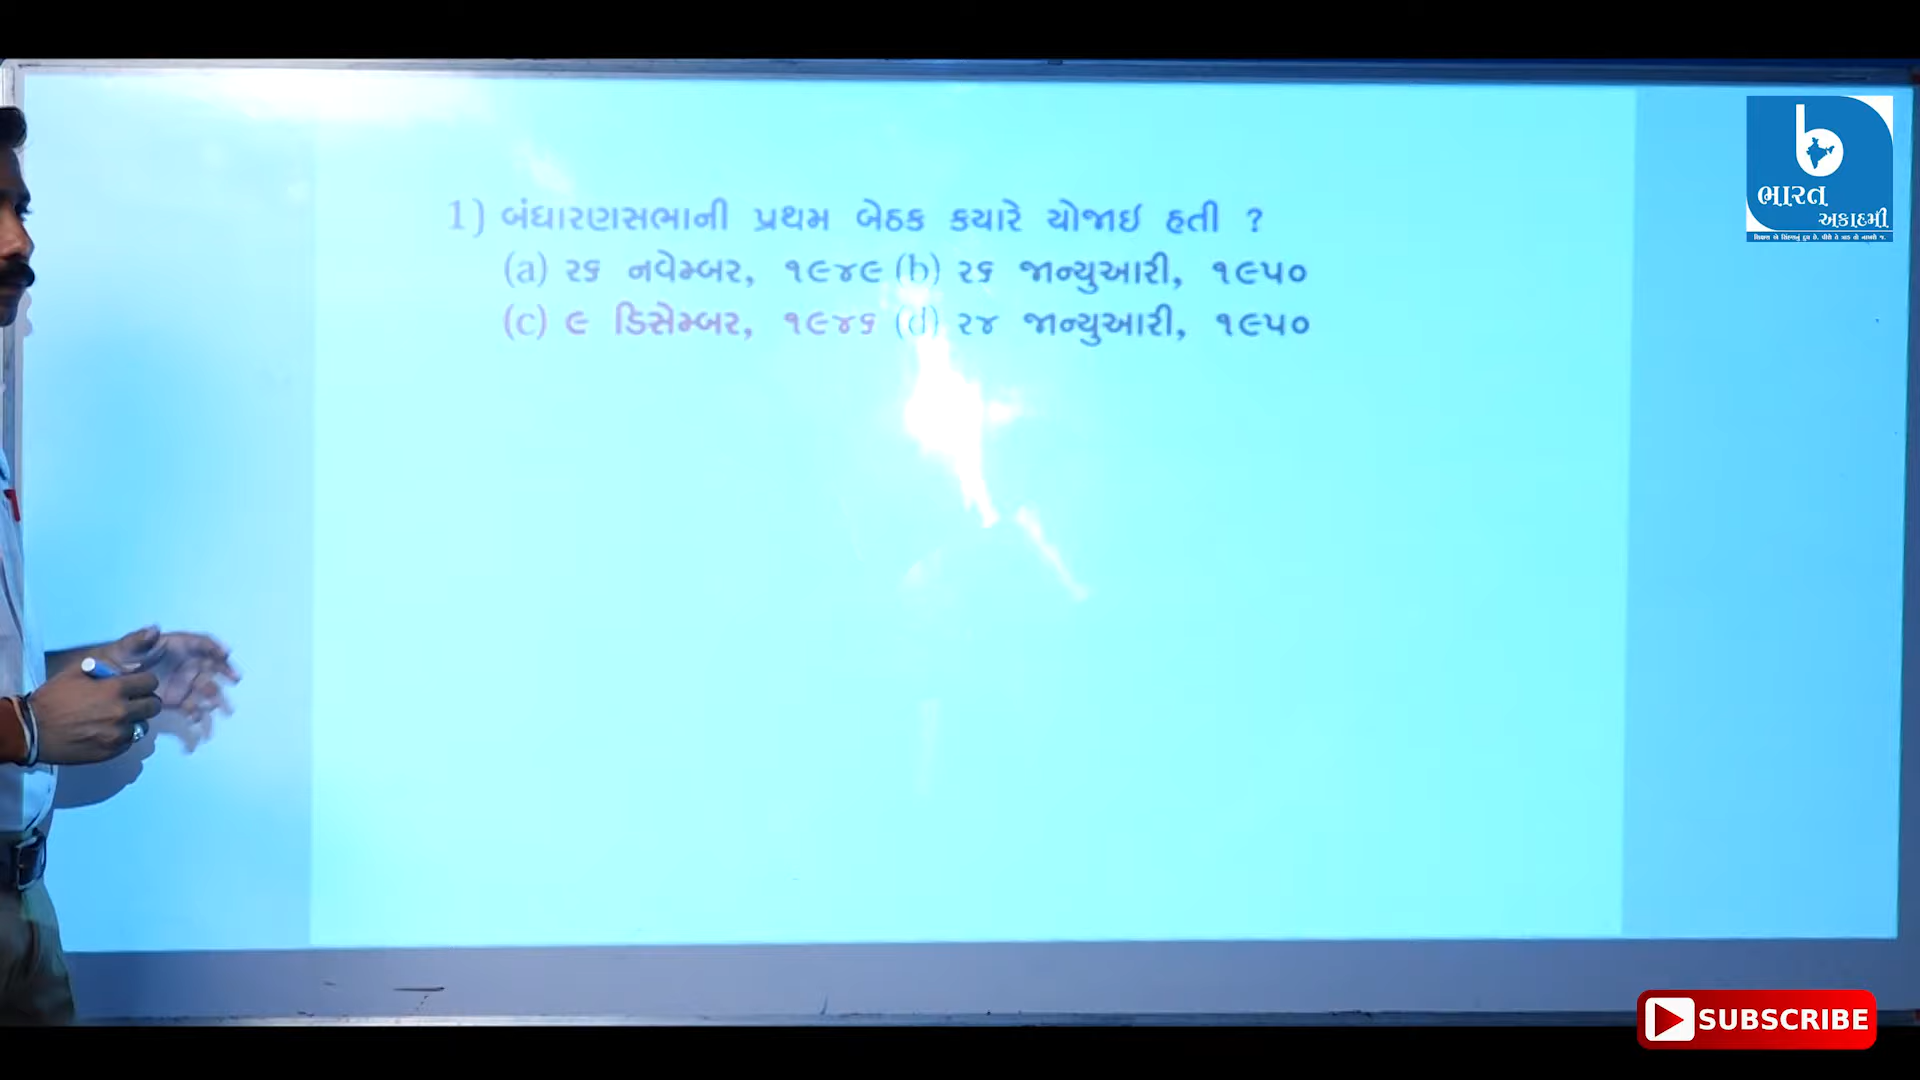 1) બંધારણસભાની પ્રથમ બેઠક કયારે યોજાઇ હતી ?
(a) ૨૬ નવેમ્બર, ૧૯૪૯ (b) ૨૬ જાન્યુઆરી, ૧૯૫૦
(c) ૯ ડિસેમ્બર, ૧૯૪૬ (d) ૨૪ જાન્યુઆરી, ૧૯૫૦
b
ભારત
અકાદમી
SUBSCRIBE